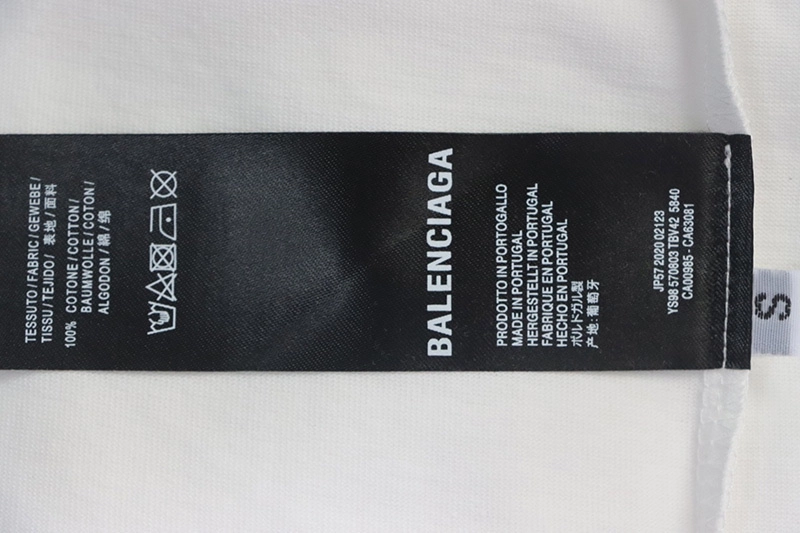 TESSUTO/FABRIC/GEWEBE/
TISSU/TEJIDO/ 表地/面料
100% COTONE/COTTON/
BAUMWOLLE/COTON/
ALGODON/綿/绵
BALENCIAGA
PRODOTTO IN PORTOGALLO
MADE IN PORTUGAL
HERGESTELLT IN PORTUGAL
FABRIQUE EN PORTUGAL
HECHO EN PORTUGAL
ポルトガル製
产地:葡萄牙
JP57 2020 02123
YS98 570803 TBV42 5840
CA00985 - CA63081
S